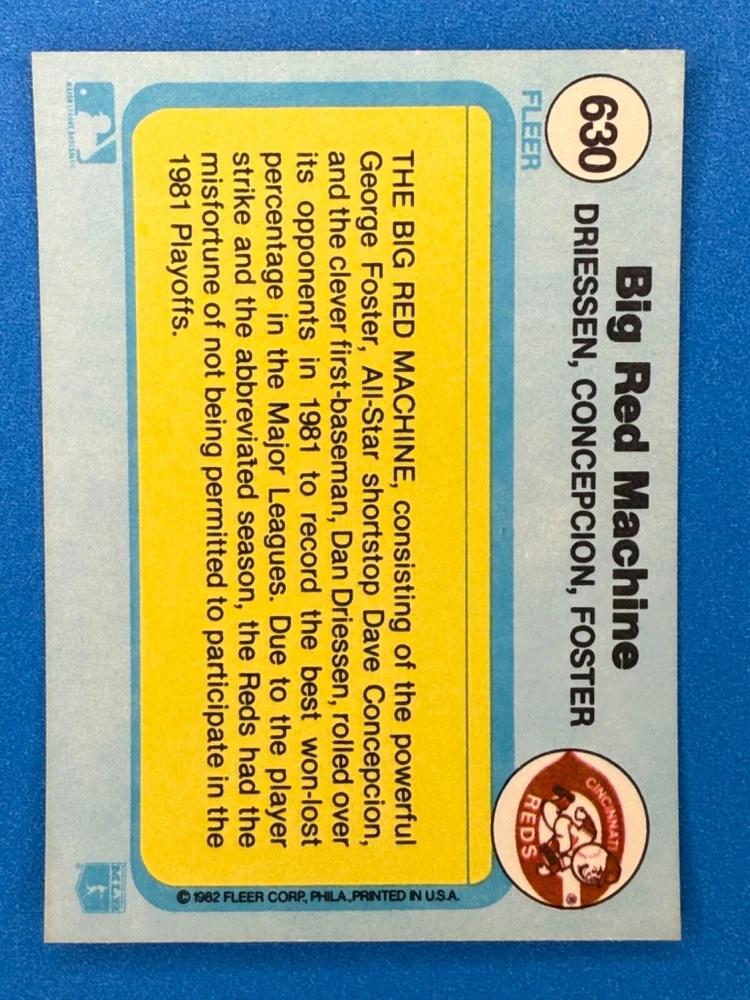 630
Big Red Machine
DRIESSEN, CONCEPCION, FOSTER
FLEER
CINCINNATI
REDS
®
THE BIG RED MACHINE, consisting of the powerful
George Foster, All-Star shortstop Dave Concepcion,
and the clever first-baseman, Dan Driessen, rolled over
its opponents in 1981 to record the best won-lost
percentage in the Major Leagues. Due to the player
strike and the abbreviated season, the Reds had the
misfortune of not being permitted to participate in the
1981 Playoffs.
© 1982 FLEER CORP., PHILA., PRINTED IN U.S.A.